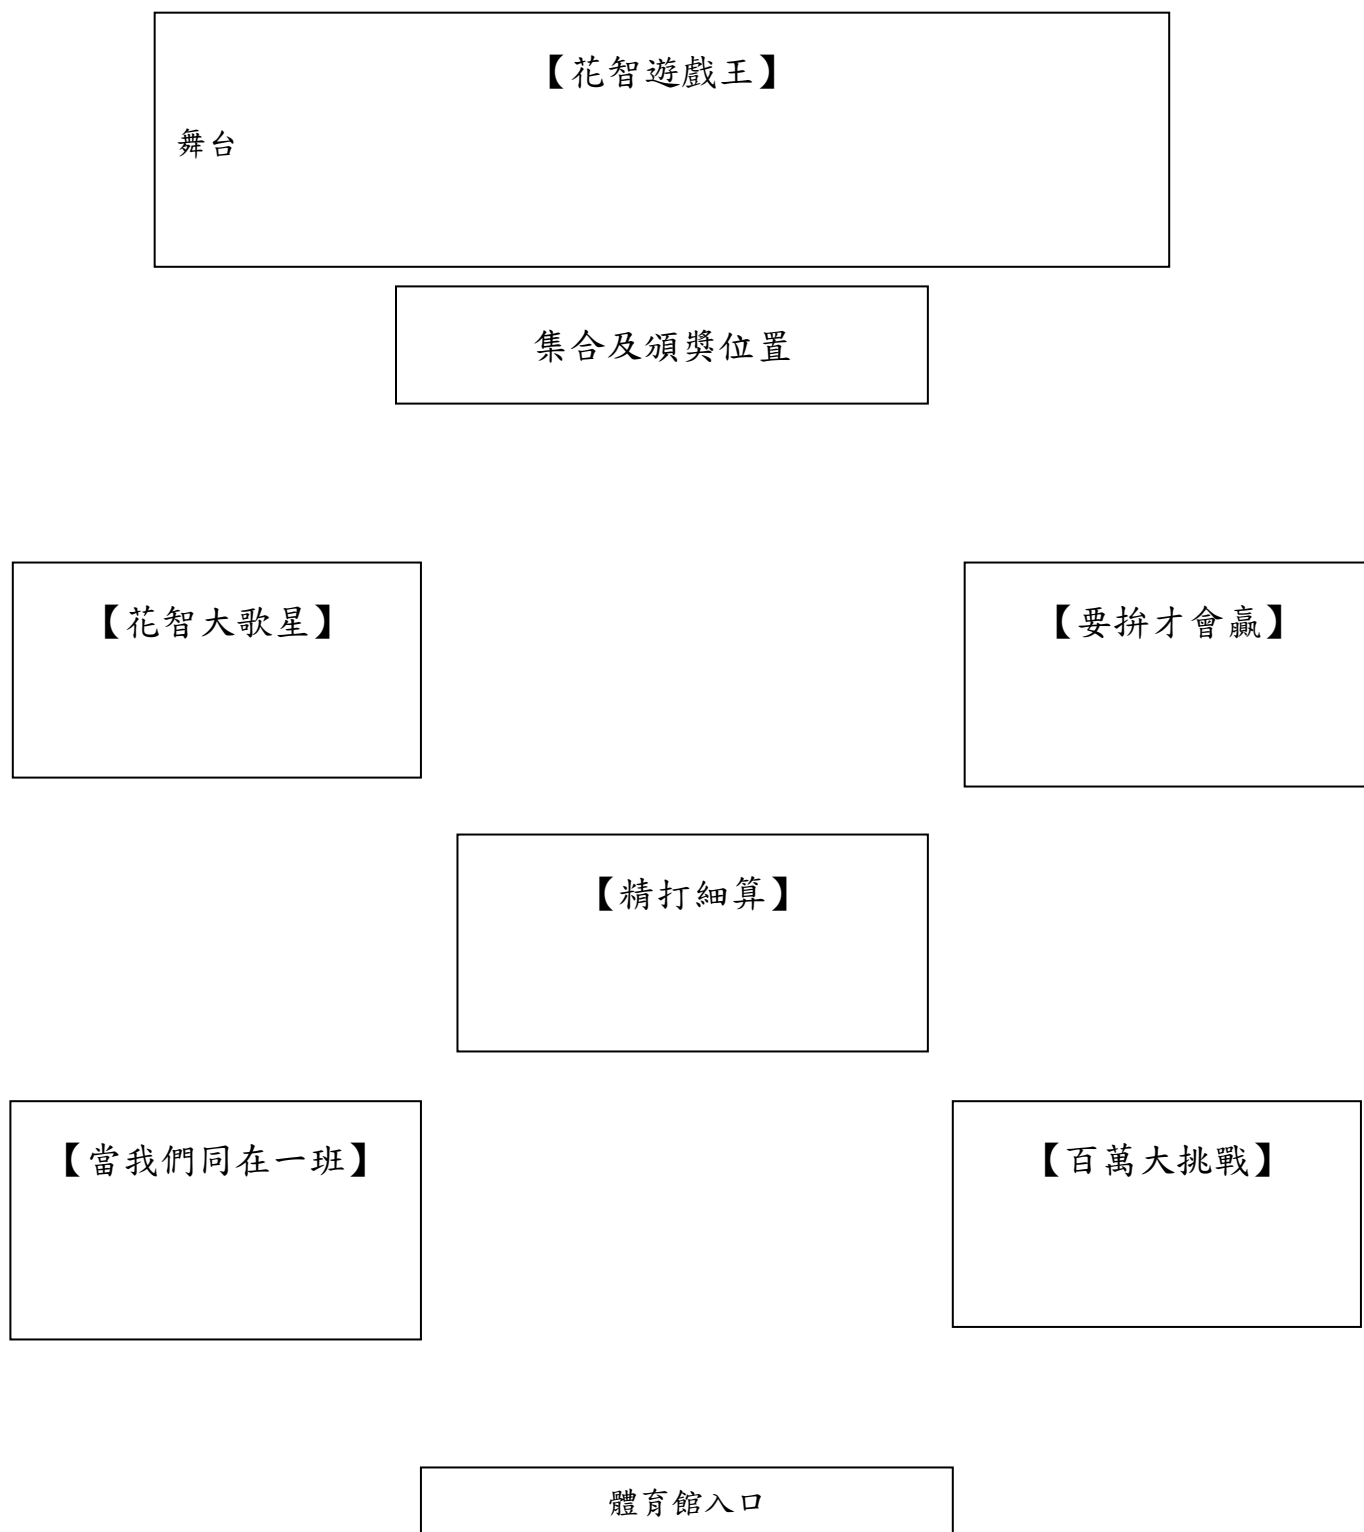 【花智遊戲王】
舞台
集合及頒獎位置
【花智大歌星】
【要拚才會贏】
【精打細算】
【當我們同在一班】
【百萬大挑戰】
體育館入口